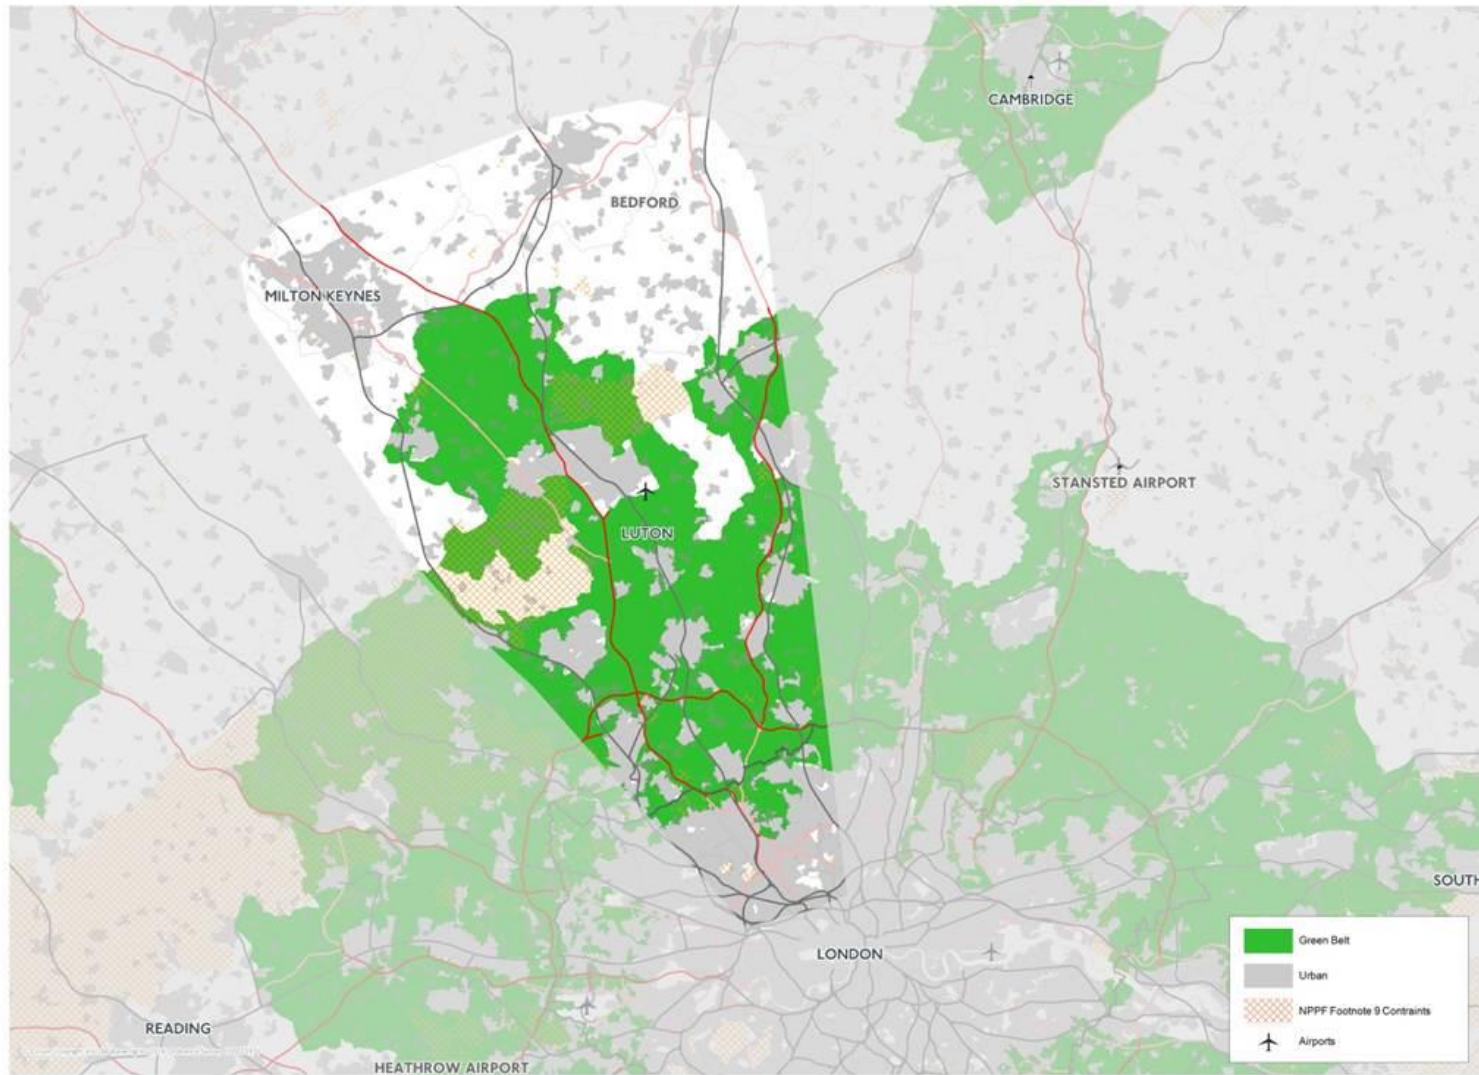 CAMBRIDGE
BEDFORD
MILTON KEYNES
STANSTED AIRPORT
LUTON
SOUTH
LONDON
Green Belt
Urban
NPPF Footnote 9 Contraints
Airports
READING
HEATHROW AIRPORT